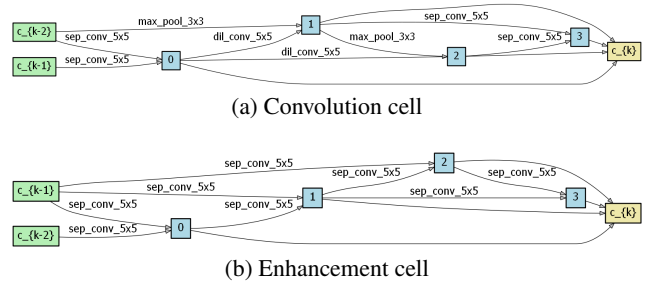 c_{k-2}
max_pool_3x3
1
sep_conv_5x5
3
sep_conv_5x5
dil_conv_5x5
max_pool_3x3
sep_conv_5x5
c_{k}
c_{k-1}
sep_conv_5x5
0
dil_conv_5x5
2
(a) Convolution cell
sep_conv_5x5
2
c_{k-1}
sep_conv_5x5
sep_conv_5x5
sep_conv_5x5
1
sep_conv_5x5
3
sep_conv_5x5
sep_conv_5x5
c_{k}
c_{k-2}
sep_conv_5x5
0
(b) Enhancement cell